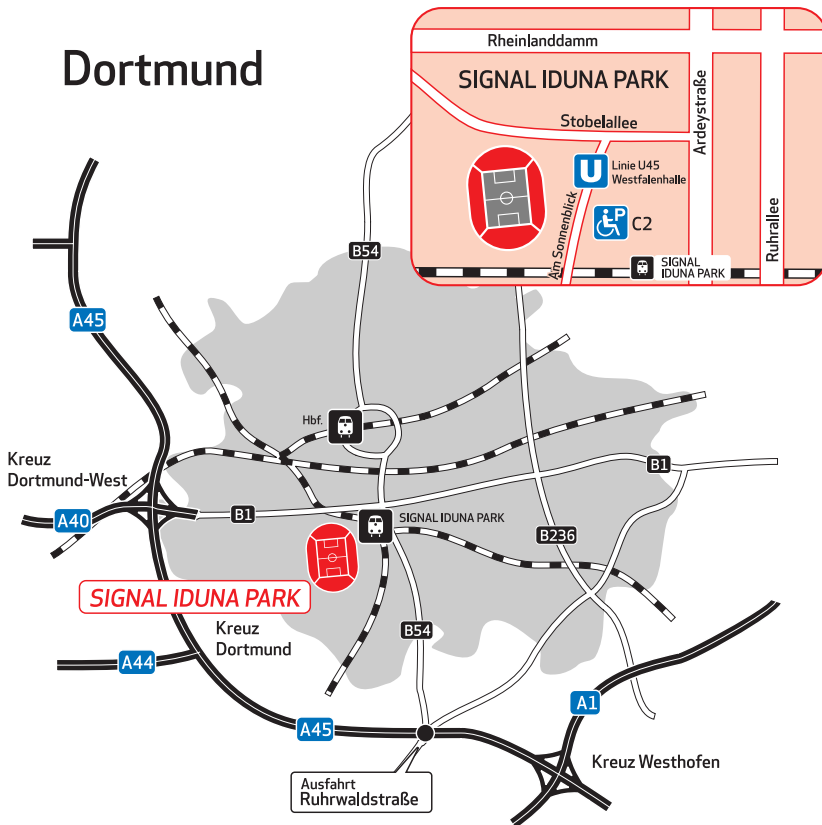 Dortmund
Rheinlanddamm
SIGNAL IDUNA PARK
Stobelallee
Ardeystraße
Ruhrallee
U
Linie U45
Westfalenhalle
P
C2
Am Sonnenblick
SIGNAL
IDUNA PARK
B54
A45
Hbf.
Kreuz
Dortmund-West
B1
A40
B1
SIGNAL IDUNA PARK
B236
SIGNAL IDUNA PARK
Kreuz
Dortmund
B54
A44
A45
A1
Kreuz Westhofen
Ausfahrt
Ruhrwaldstraße